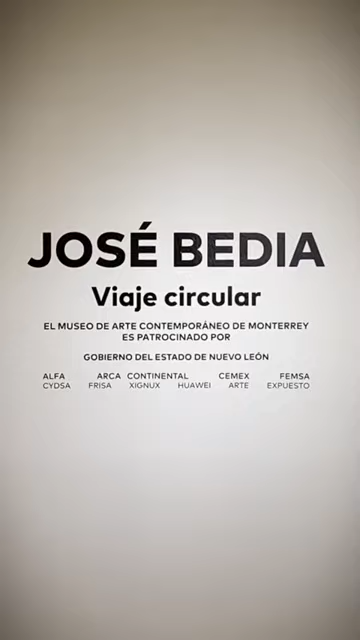 JOSÉ BEDIA
Viaje circular
EL MUSEO DE ARTE CONTEMPORÁNEO DE MONTERREY
ES PATROCINADO POR
GOBIERNO DEL ESTADO DE NUEVO LEÓN
ALFA ARCA CONTINENTAL CEMEX FEMSA
CYDSA FRISA XIGNUX HUAWEI ARTE EXPUESTO